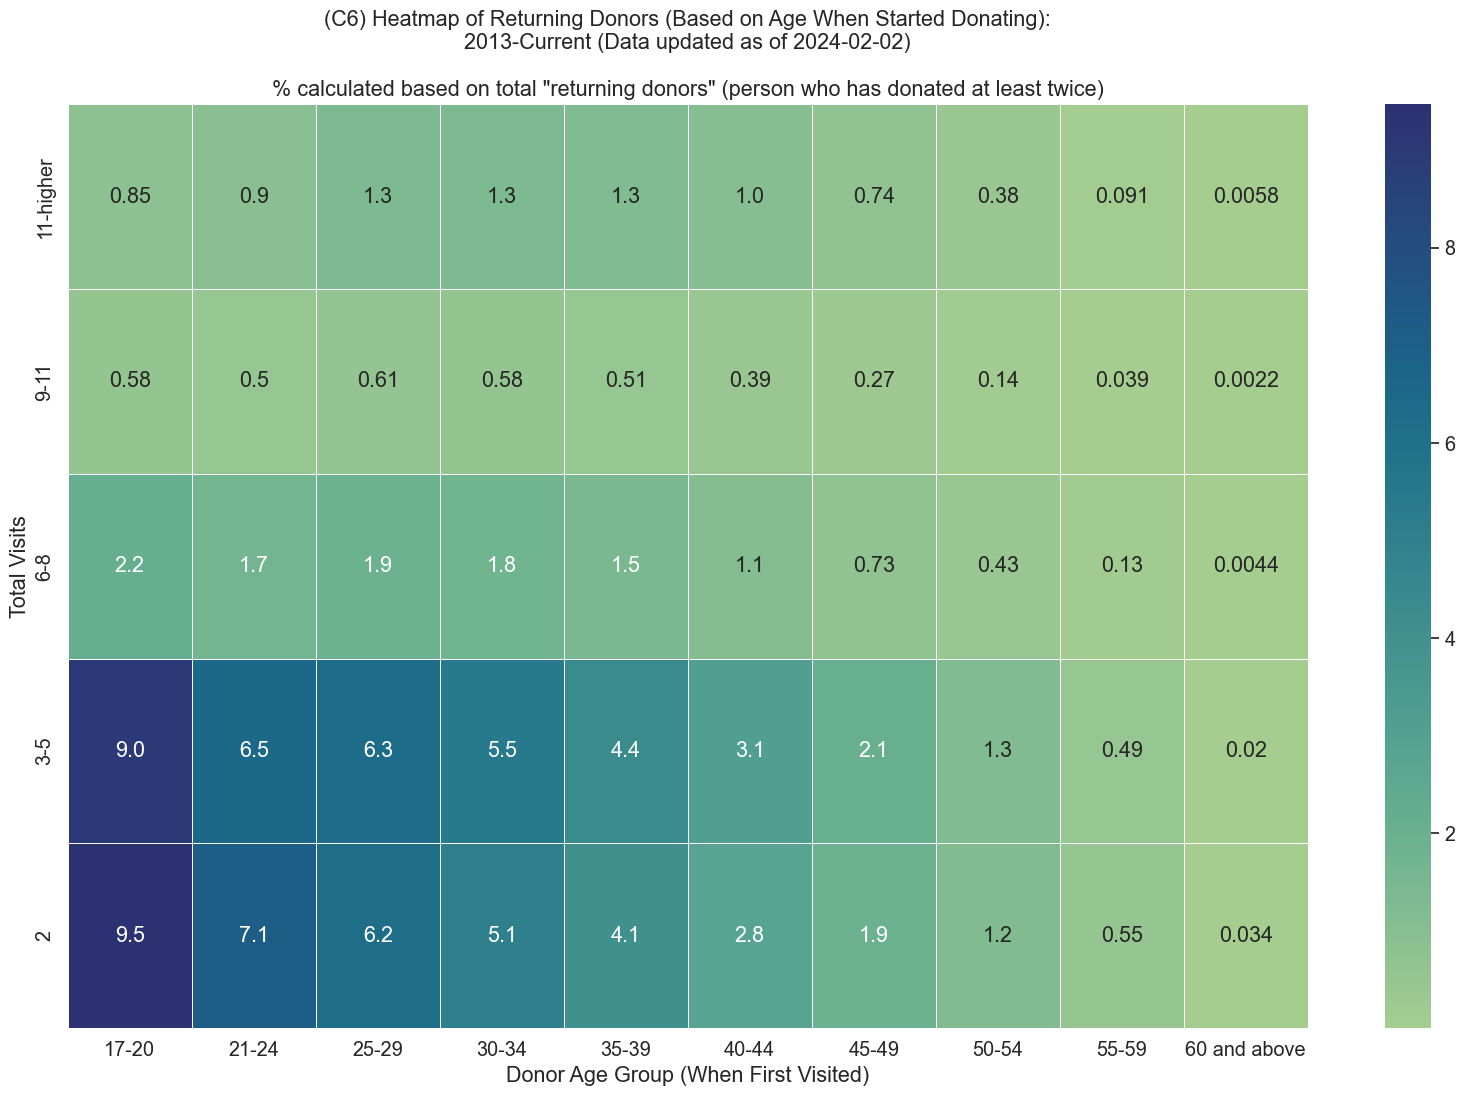 (C6) Heatmap of Returning Donors (Based on Age When Started Donating):
2013-Current (Data updated as of 2024-02-02)
% calculated based on total "returning donors" (person who has donated at least twice)
Total Visits
11-higher
0.85 0.9 1.3 1.3 1.3 1.0 0.74 0.38 0.091 0.0058
9-11
0.58 0.5 0.61 0.58 0.51 0.39 0.27 0.14 0.039 0.0022
6-8
2.2 1.7 1.9 1.8 1.5 1.1 0.73 0.43 0.13 0.0044
3-5
9.0 6.5 6.3 5.5 4.4 3.1 2.1 1.3 0.49 0.02
2
9.5 7.1 6.2 5.1 4.1 2.8 1.9 1.2 0.55 0.034
17-20 21-24 25-29 30-34 35-39 40-44 45-49 50-54 55-59 60 and above
Donor Age Group (When First Visited)
8
6
4
2